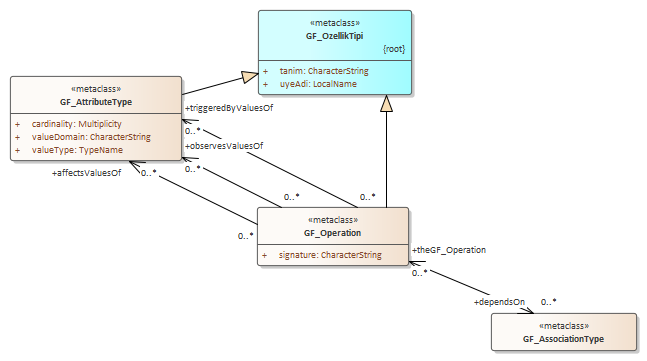 «metaclass»
GF_OzellikTipi
{root}
+ tanim: CharacterString
+ uyeAdi: LocalName
«metaclass»
GF_AttributeType
+ cardinality: Multiplicity
+ valueDomain: CharacterString
+ valueType: TypeName
+triggeredByValuesOf
0..*
+observesValuesOf
0..*
+affectsValuesOf
0..*
0..*
0..*
0..*
«metaclass»
GF_Operation
+ signature: CharacterString
+theGF_Operation
0..*
+dependsOn
0..*
«metaclass»
GF_AssociationType